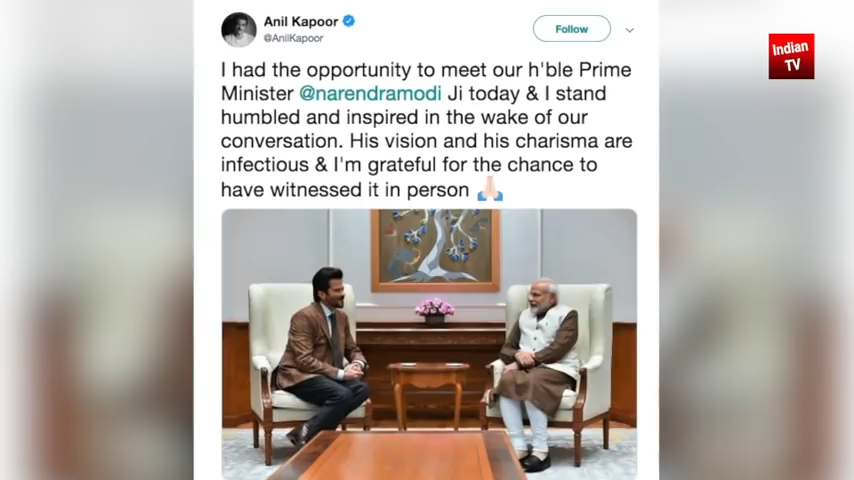 Anil Kapoor
@AnilKapoor
Follow
Indian
TV
I had the opportunity to meet our h'ble Prime
Minister @narendramodi Ji today & I stand
humbled and inspired in the wake of our
conversation. His vision and his charisma are
infectious & I'm grateful for the chance to
have witnessed it in person 🙏🏻